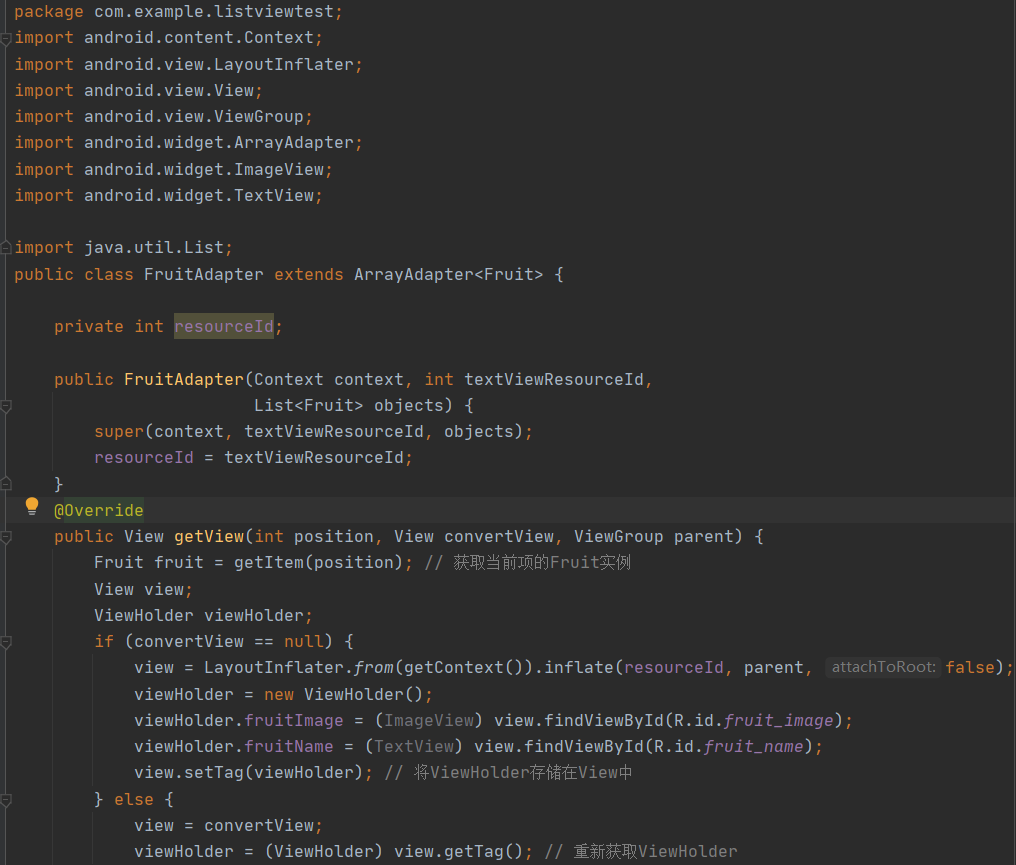 package com.example.listviewtest;
import android.content.Context;
import android.view.LayoutInflater;
import android.view.View;
import android.view.ViewGroup;
import android.widget.ArrayAdapter;
import android.widget.ImageView;
import android.widget.TextView;
import java.util.List;
public class FruitAdapter extends ArrayAdapter<Fruit> {
private int resourceId;
public FruitAdapter(Context context, int textViewResourceId,
List<Fruit> objects) {
super(context, textViewResourceId, objects);
resourceId = textViewResourceId;
}
@Override
public View getView(int position, View convertView, ViewGroup parent) {
Fruit fruit = getItem(position); // 获取当前项的Fruit实例
View view;
ViewHolder viewHolder;
if (convertView == null) {
view = LayoutInflater.from(getContext()).inflate(resourceId, parent, attachToRoot: false);
viewHolder = new ViewHolder();
viewHolder.fruitImage = (ImageView) view.findViewById(R.id.fruit_image);
viewHolder.fruitName = (TextView) view.findViewById(R.id.fruit_name);
view.setTag(viewHolder); // 将ViewHolder存储在View中
} else {
view = convertView;
viewHolder = (ViewHolder) view.getTag(); // 重新获取ViewHolder